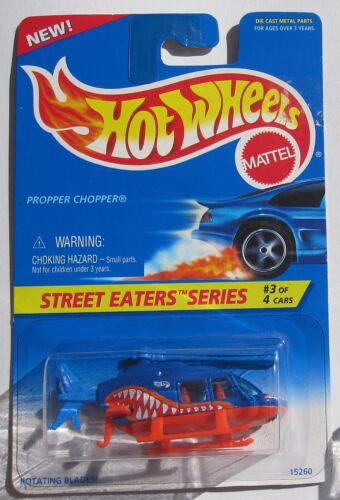 NEW!
DIE CAST METAL PARTS.
FOR AGES OVER 3 YEARS.
HOT WHEELS
MATTEL
PROPPER CHOPPER®
⚠ WARNING:
CHOKING HAZARD – Small parts.
Not for children under 3 years.
STREET EATERS™ SERIES
#3 OF
4 CARS
ROTATING BLADES!
15260